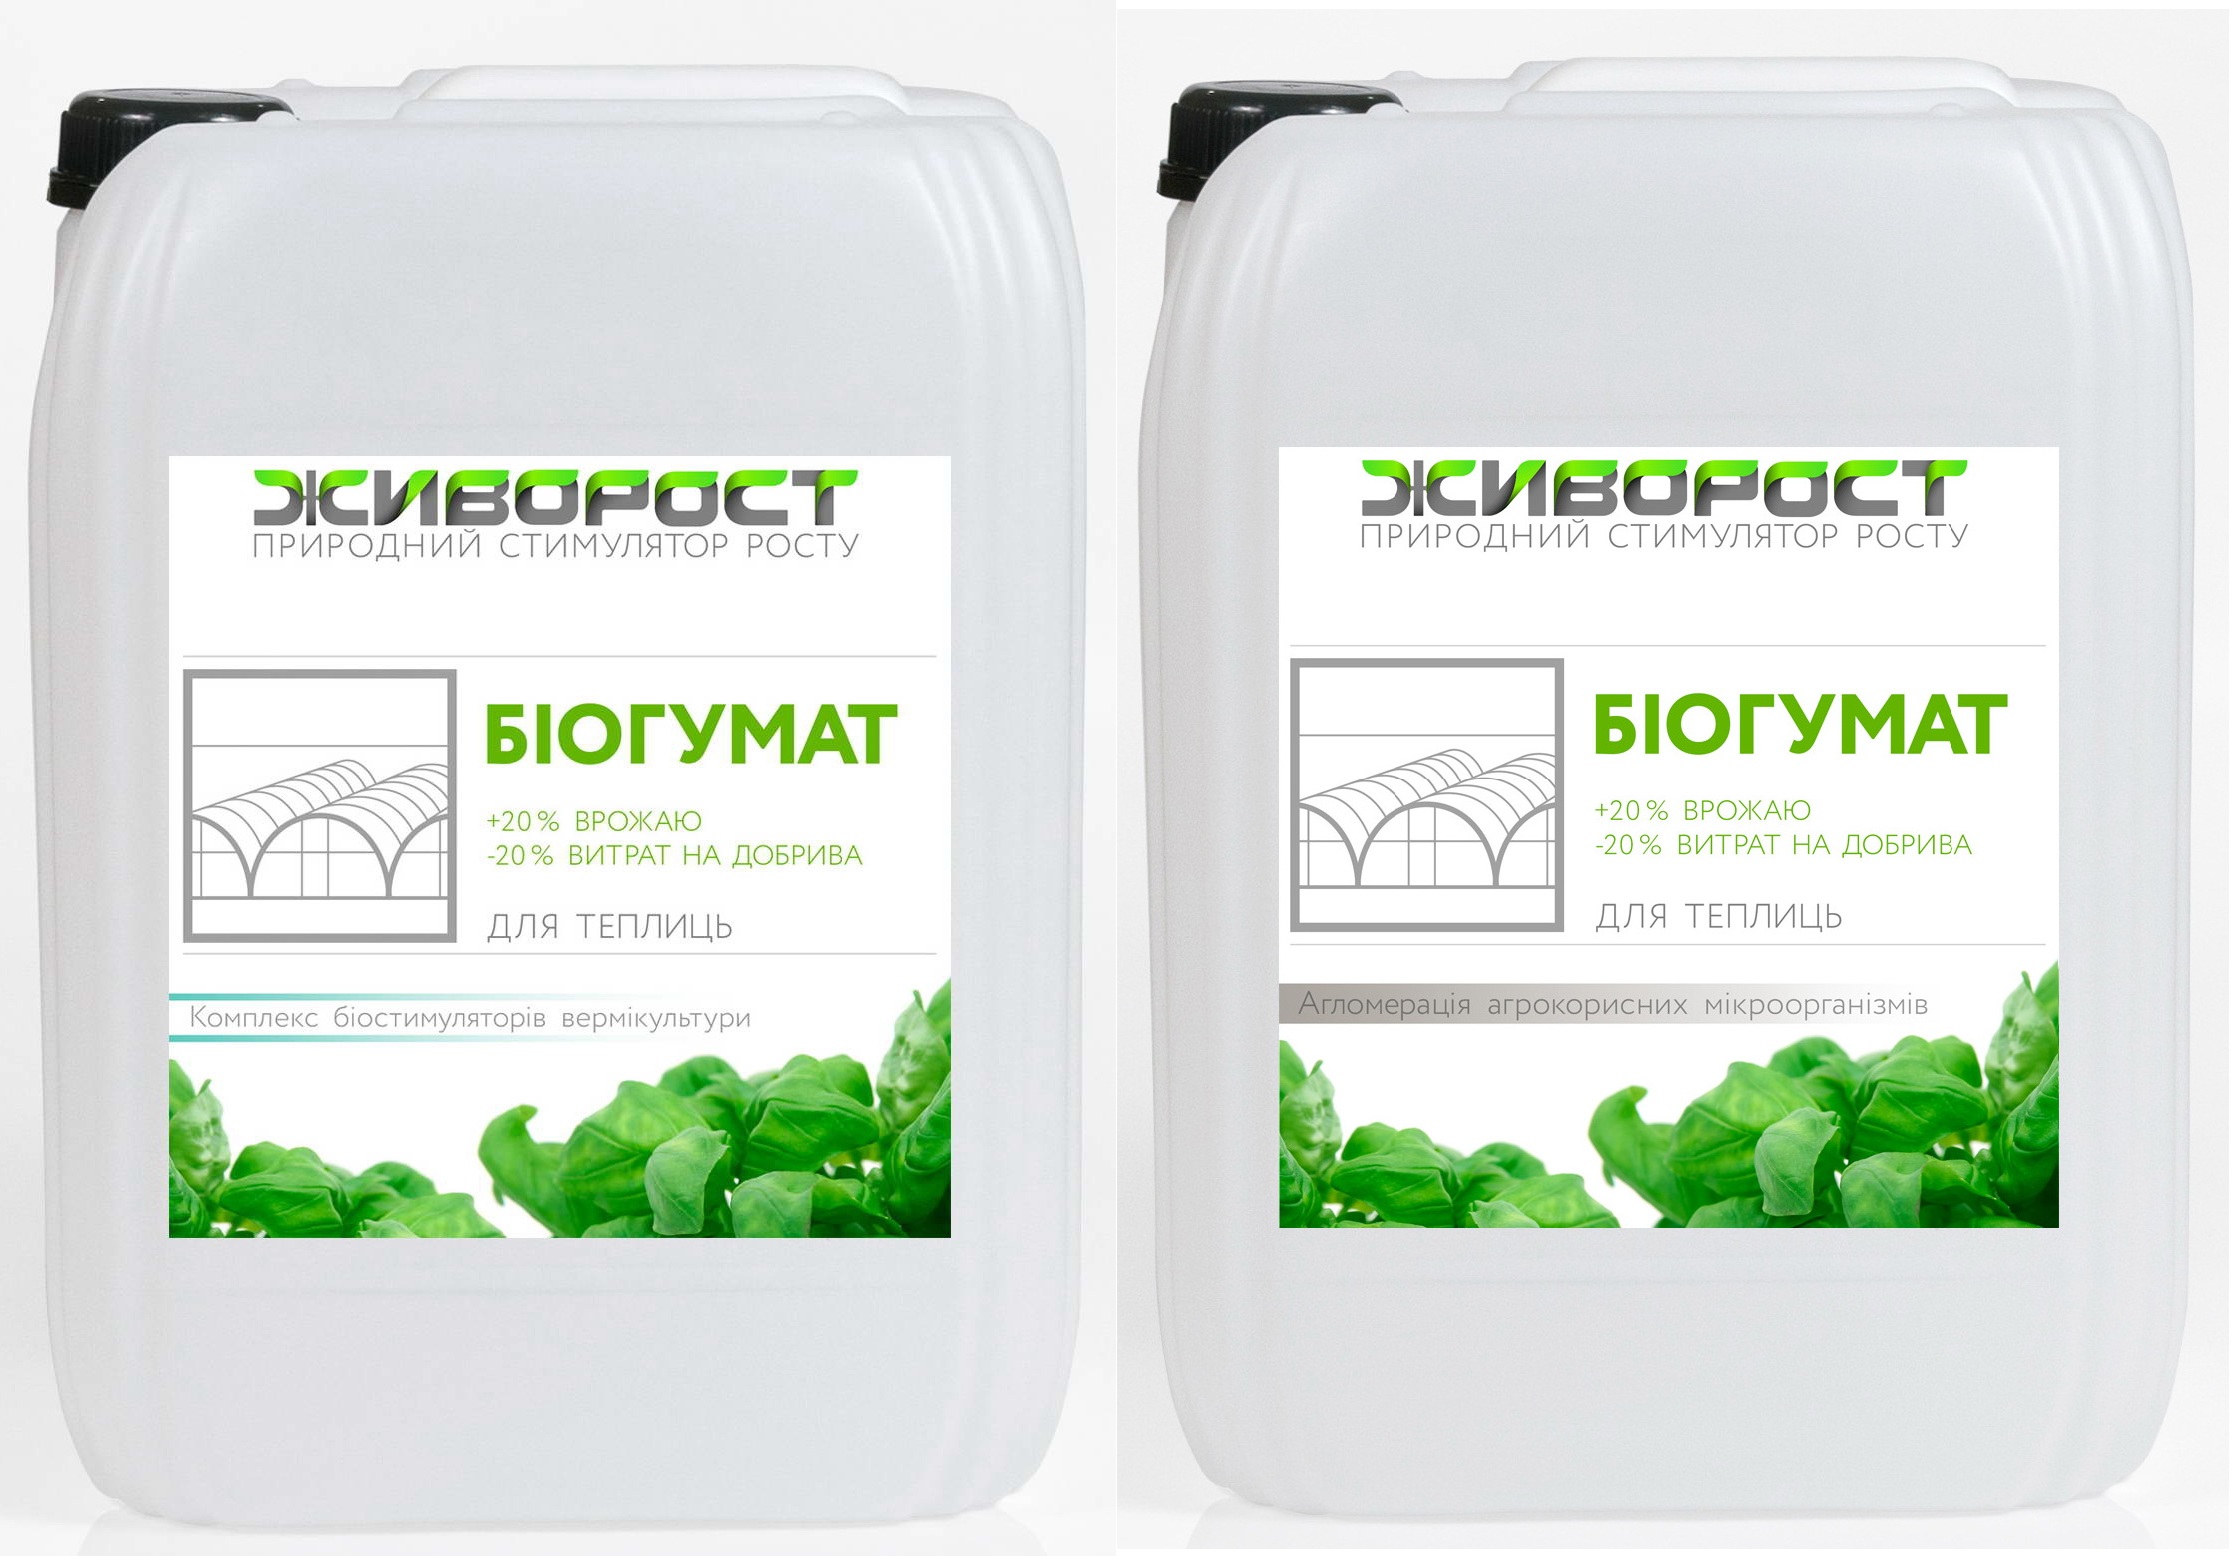 ЖИВОРОСТ
ПРИРОДНИЙ СТИМУЛЯТОР РОСТУ
БІОГУМАТ
+20% ВРОЖАЮ
-20% ВИТРАТ НА ДОБРИВА
ДЛЯ ТЕПЛИЦЬ
Комплекс біостимуляторів вермікультури
ЖИВОРОСТ
ПРИРОДНИЙ СТИМУЛЯТОР РОСТУ
БІОГУМАТ
+20% ВРОЖАЮ
-20% ВИТРАТ НА ДОБРИВА
ДЛЯ ТЕПЛИЦЬ
Агломерація агрокорисних мікроорганізмів